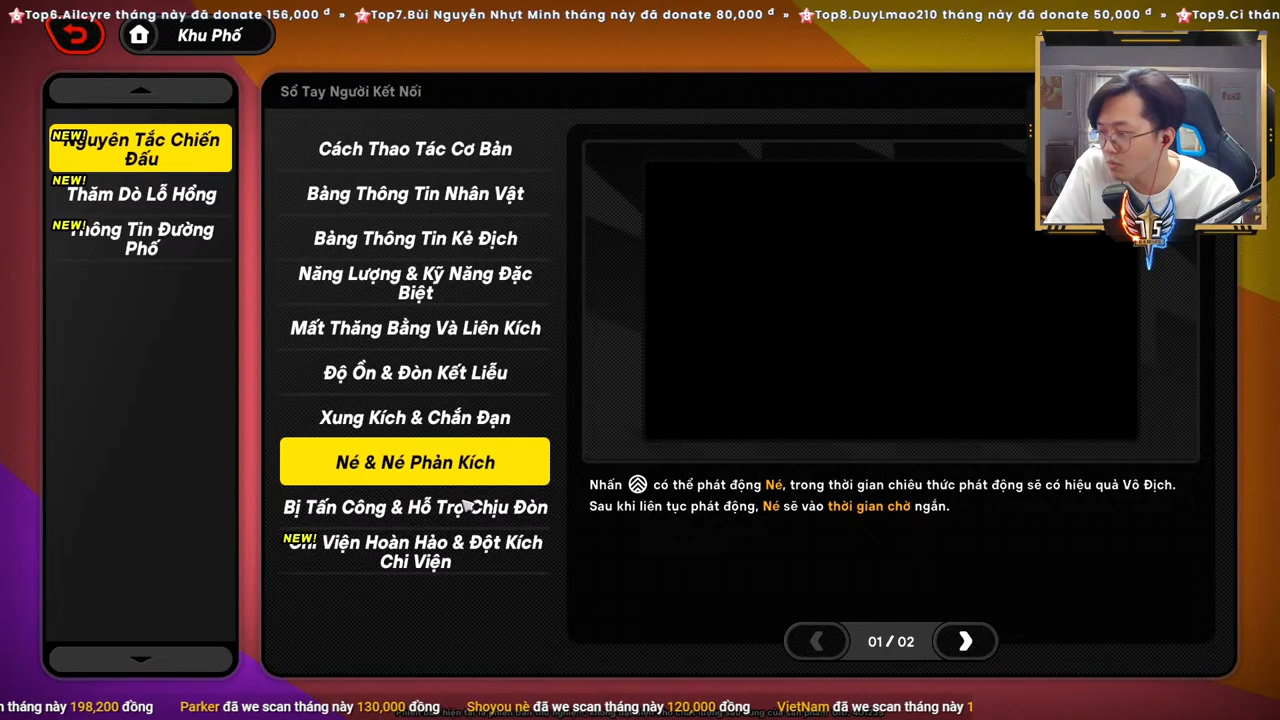 Top6.Ailcyre tháng này đã donate 156,000 đ » Top7.Bùi Nguyễn Nhựt Minh tháng này đã donate 80,000 đ » Top8.DuyLmao210 tháng này đã donate 50,000 đ » Top9.Cì thán
Khu Phố
Sổ Tay Người Kết Nối
NEW!
Nguyên Tắc Chiến
Đấu
NEW!
Thăm Dò Lỗ Hổng
NEW!
Thông Tin Đường
Phố
Cách Thao Tác Cơ Bản
Bảng Thông Tin Nhân Vật
Bảng Thông Tin Kẻ Địch
Năng Lượng & Kỹ Năng Đặc
Biệt
Mất Thăng Bằng Và Liên Kích
Độ Ồn & Đòn Kết Liễu
Xung Kích & Chắn Đạn
Né & Né Phản Kích
Bị Tấn Công & Hỗ Trợ Chịu Đòn
NEW!
Chi Viện Hoàn Hảo & Đột Kích
Chi Viện
Nhấn có thể phát động Né, trong thời gian chiêu thức phát động sẽ có hiệu quả Vô Địch.
Sau khi liên tục phát động, Né sẽ vào thời gian chờ ngắn.
01 / 02
TS
GAMING
n tháng này 198,200 đồng Parker đã we scan tháng này 130,000 đồng Shoyou nè đã we scan tháng này 120,000 đồng VietNam đã we scan tháng này 1